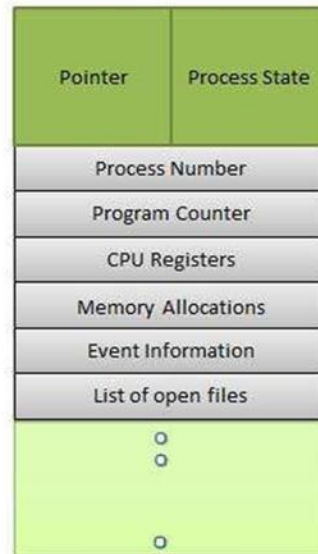 Pointer
Process State
Process Number
Program Counter
CPU Registers
Memory Allocations
Event Information
List of open files